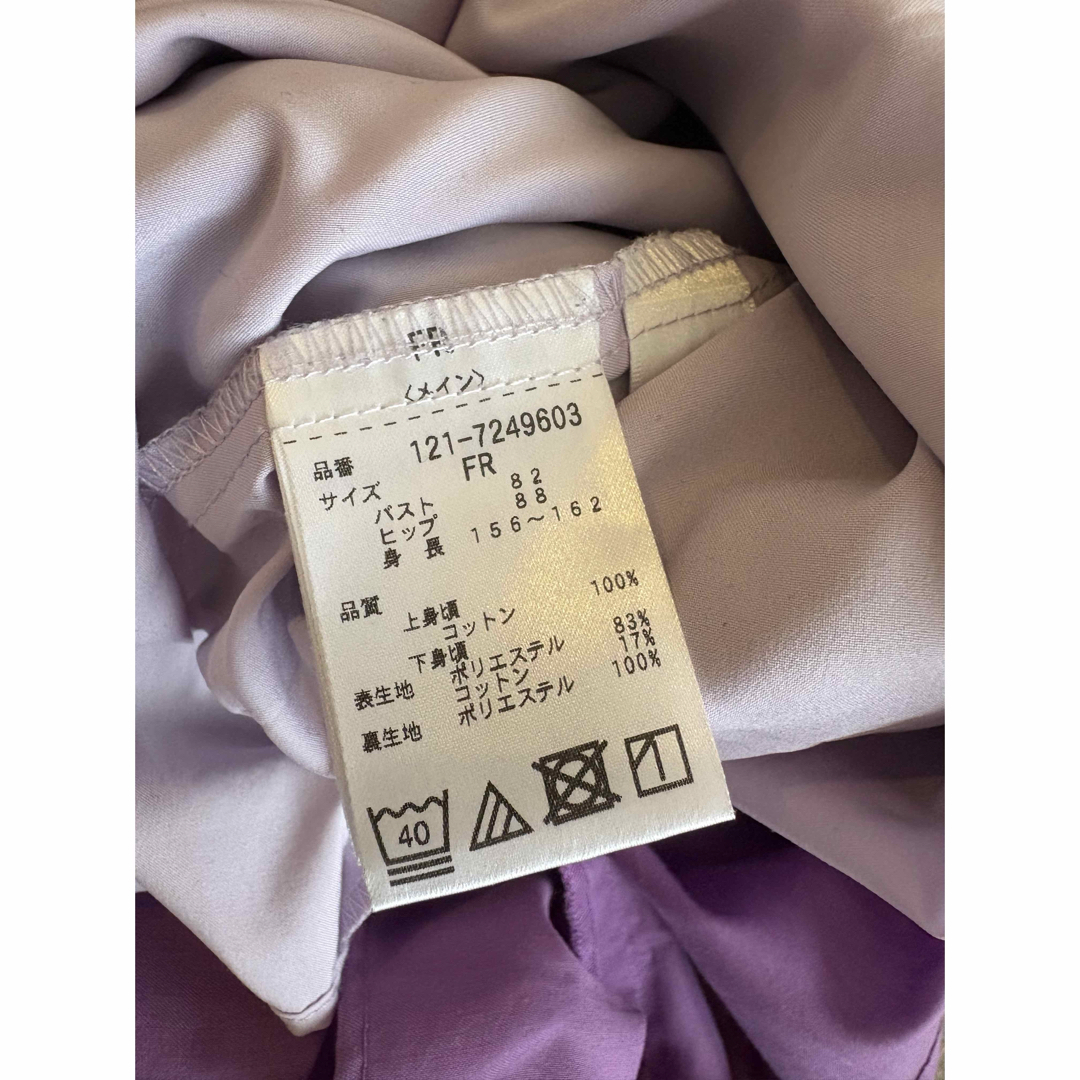 FR
〈メイン〉
品番 121-7249603
サイズ FR
バスト 82
ヒップ 88
身 長 156～162
品質
上身頃
コットン 100%
下身頃
表生地 ポリエステル 83%
コットン 17%
裏生地 ポリエステル 100%
40